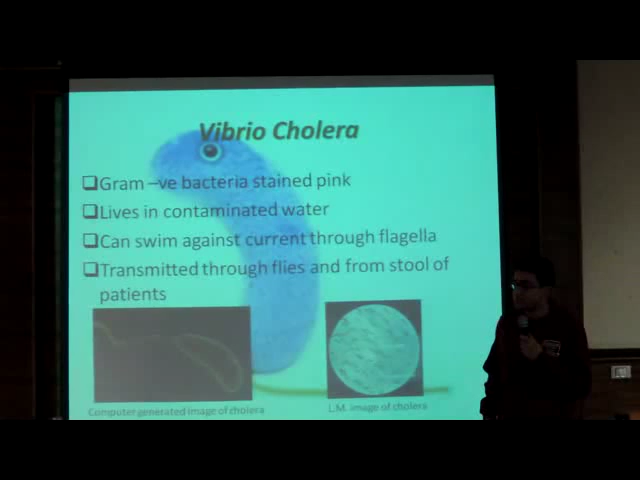 Vibrio Cholera
❑Gram –ve bacteria stained pink
❑Lives in contaminated water
❑Can swim against current through flagella
❑Transmitted through flies and from stool of
patients
Computer generated image of cholera
L.M. image of cholera